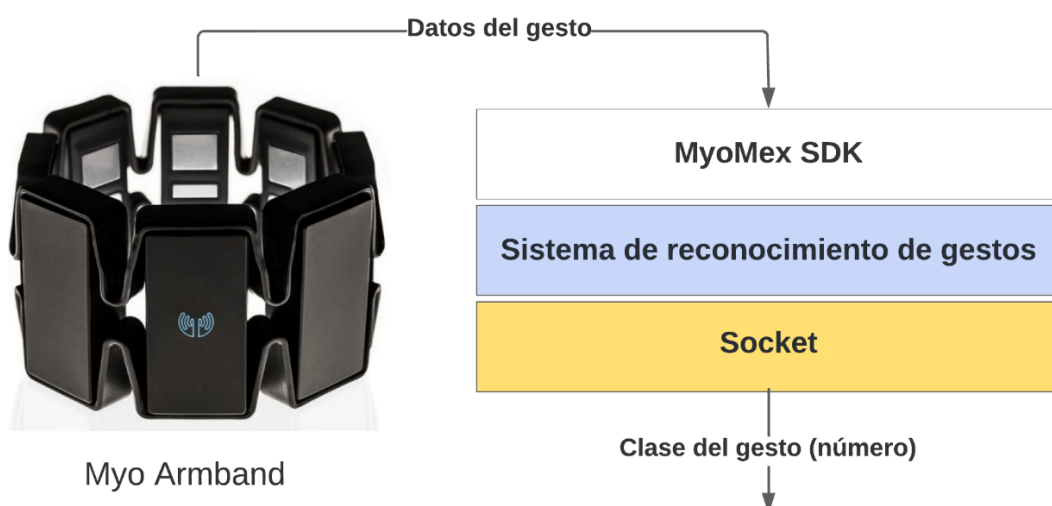 Datos del gesto
MyoMex SDK
Sistema de reconocimiento de gestos
Socket
Clase del gesto (número)
Myo Armband